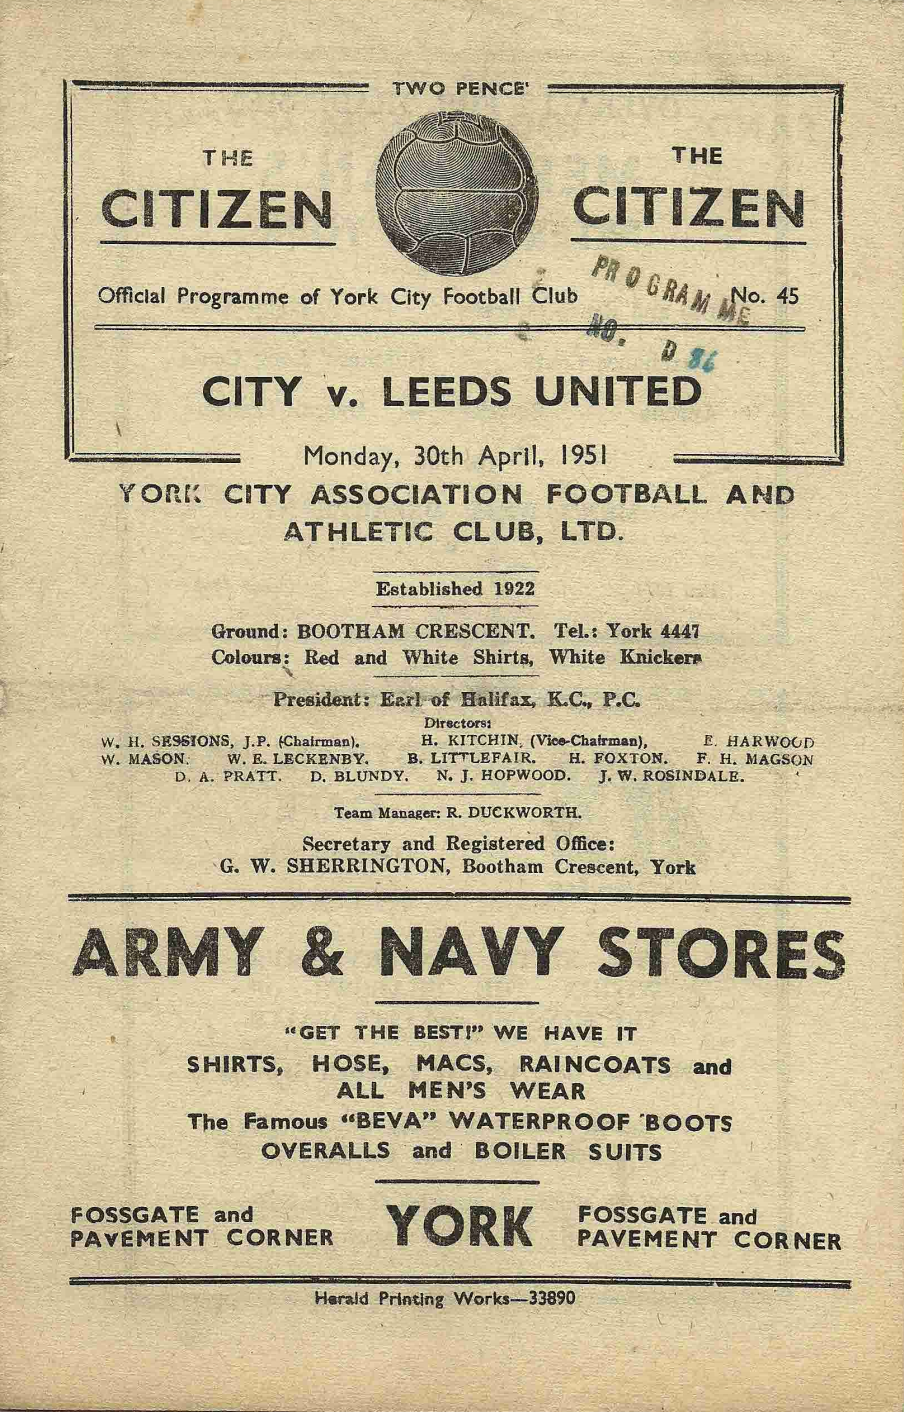 TWO PENCE
THE THE
CITIZEN CITIZEN
Official Programme of York City Football Club No. 45
PROGRAMME
NO. D 86
CITY v. LEEDS UNITED
Monday, 30th April, 1951
YORK CITY ASSOCIATION FOOTBALL AND
ATHLETIC CLUB, LTD.
Established 1922
Ground: BOOTHAM CRESCENT. Tel.: York 4447
Colours: Red and White Shirts, White Knickers
President: Earl of Halifax, K.C., P.C.
Directors:
W. H. SESSIONS, J.P. (Chairman). H. KITCHIN, (Vice-Chairman), E. HARWOOD
W. MASON. W. E. LECKENBY. B. LITTLEFAIR. H. FOXTON. F. H. MAGSON
D. A. PRATT. D. BLUNDY. N. J. HOPWOOD. J. W. ROSINDALE.
Team Manager: R. DUCKWORTH.
Secretary and Registered Office:
G. W. SHERRINGTON, Bootham Crescent, York
ARMY & NAVY STORES
"GET THE BEST!" WE HAVE IT
SHIRTS, HOSE, MACS, RAINCOATS and
ALL MEN'S WEAR
The Famous "BEVA" WATERPROOF BOOTS
OVERALLS and BOILER SUITS
FOSSGATE and YORK FOSSGATE and
PAVEMENT CORNER PAVEMENT CORNER
Herald Printing Works—33890